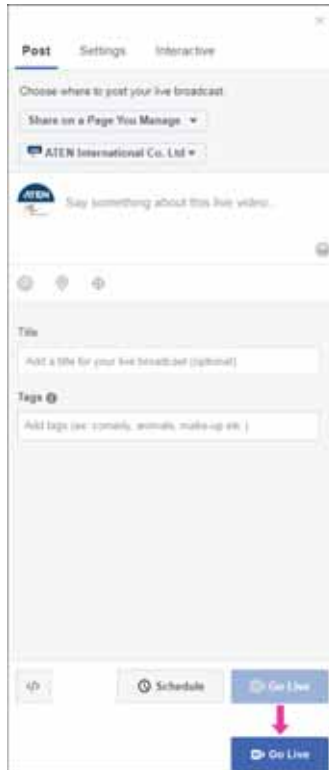 Post Settings Interactive
Choose where to post your live broadcast.
Share on a Page You Manage
ATEN International Co. Ltd
ATEN
Say something about this live video...
Title
Add a title for your live broadcast (optional)
Tags
Add tags (ex: comedy, animals, make-up etc.)
</> Schedule Go Live
Go Live